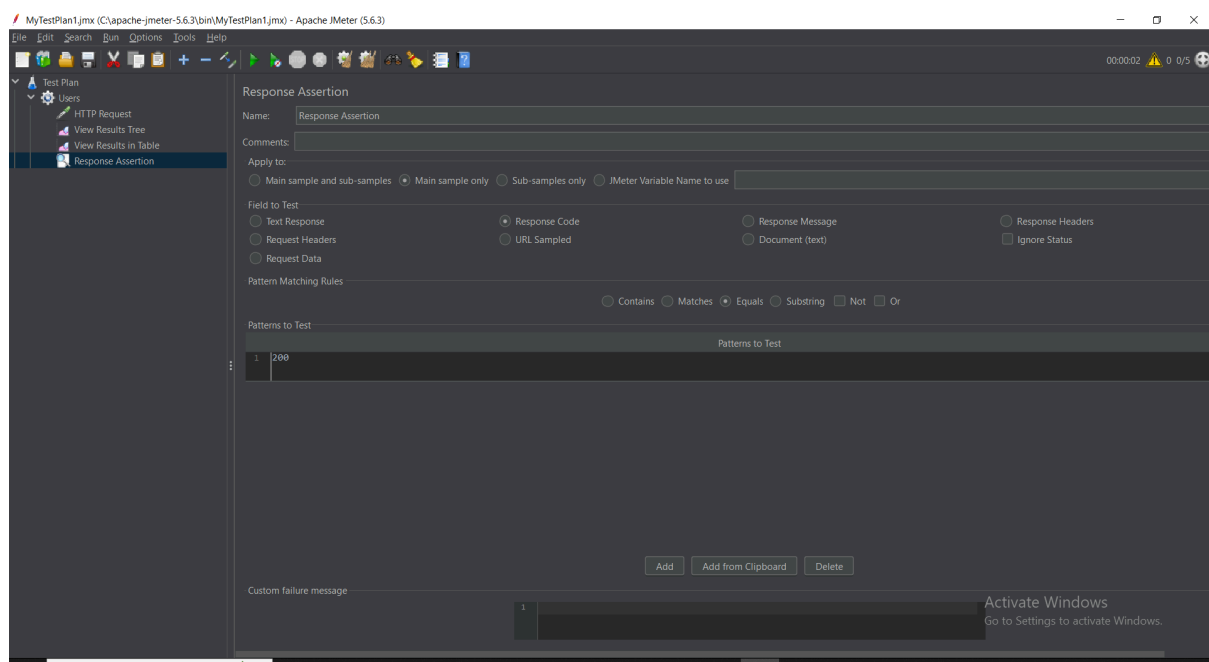 MyTestPlan1.jmx (C:\apache-jmeter-5.6.3\bin\MyTestPlan1.jmx) - Apache JMeter (5.6.3)
File Edit Search Run Options Tools Help
00:00:02 0 0/5
Test Plan
Users
HTTP Request
View Results Tree
View Results in Table
Response Assertion
Response Assertion
Name: Response Assertion
Comments:
Apply to:
Main sample and sub-samples Main sample only Sub-samples only JMeter Variable Name to use
Field to Test
Text Response Response Code Response Message Response Headers
Request Headers URL Sampled Document (text) Ignore Status
Request Data
Pattern Matching Rules
Contains Matches Equals Substring Not Or
Patterns to Test
Patterns to Test
1 200
Add Add from Clipboard Delete
Custom failure message
1
Activate Windows
Go to Settings to activate Windows.